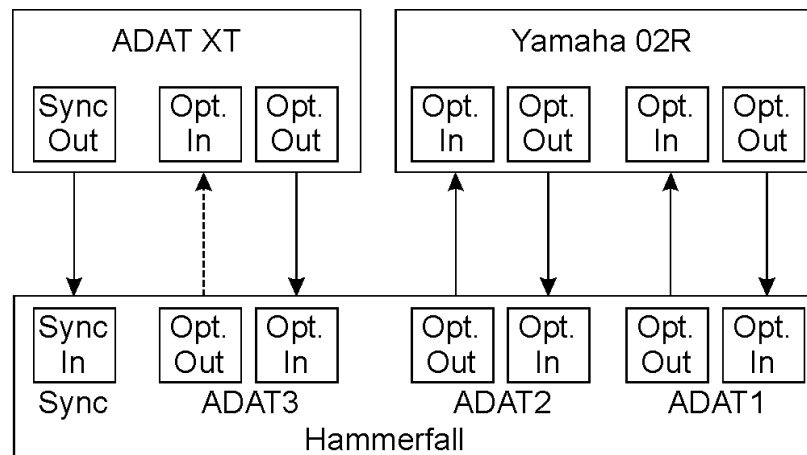 ADAT XT
Yamaha 02R
Sync
Out
Opt.
In
Opt.
Out
Opt.
In
Opt.
Out
Opt.
In
Opt.
Out
Sync
In
Opt.
Out
Opt.
In
Opt.
Out
Opt.
In
Opt.
Out
Opt.
In
Sync
ADAT3
ADAT2
ADAT1
Hammerfall